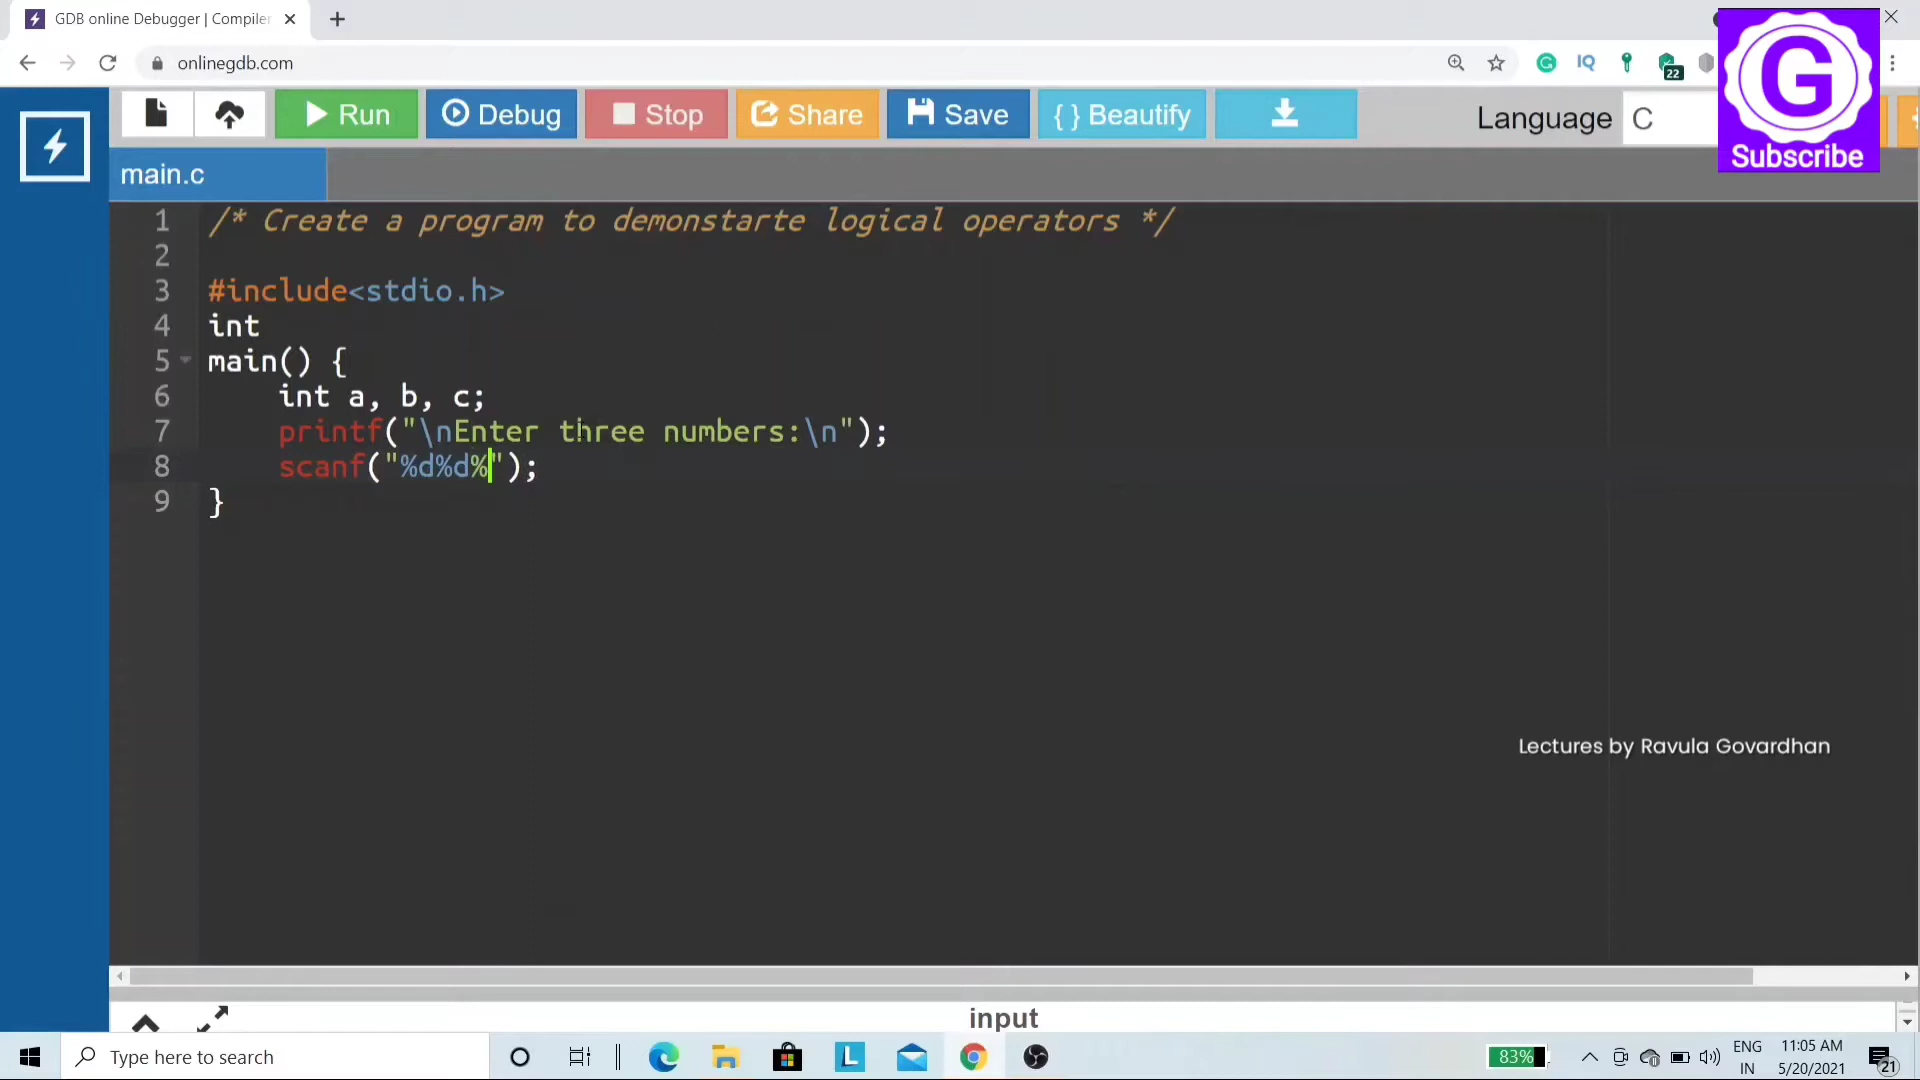 GDB online Debugger | Compiler
onlinegdb.com
IQ
22
G
Subscribe
Run
Debug
Stop
Share
Save
{ } Beautify
Language
C
main.c
1 /* Create a program to demonstarte logical operators */
2
3 #include<stdio.h>
4 int
5 main() {
6 int a, b, c;
7 printf("\nEnter three numbers:\n");
8 scanf("%d%d%");
9 }
Lectures by Ravula Govardhan
input
Type here to search
L
83%
ENG
IN
11:05 AM
5/20/2021
21